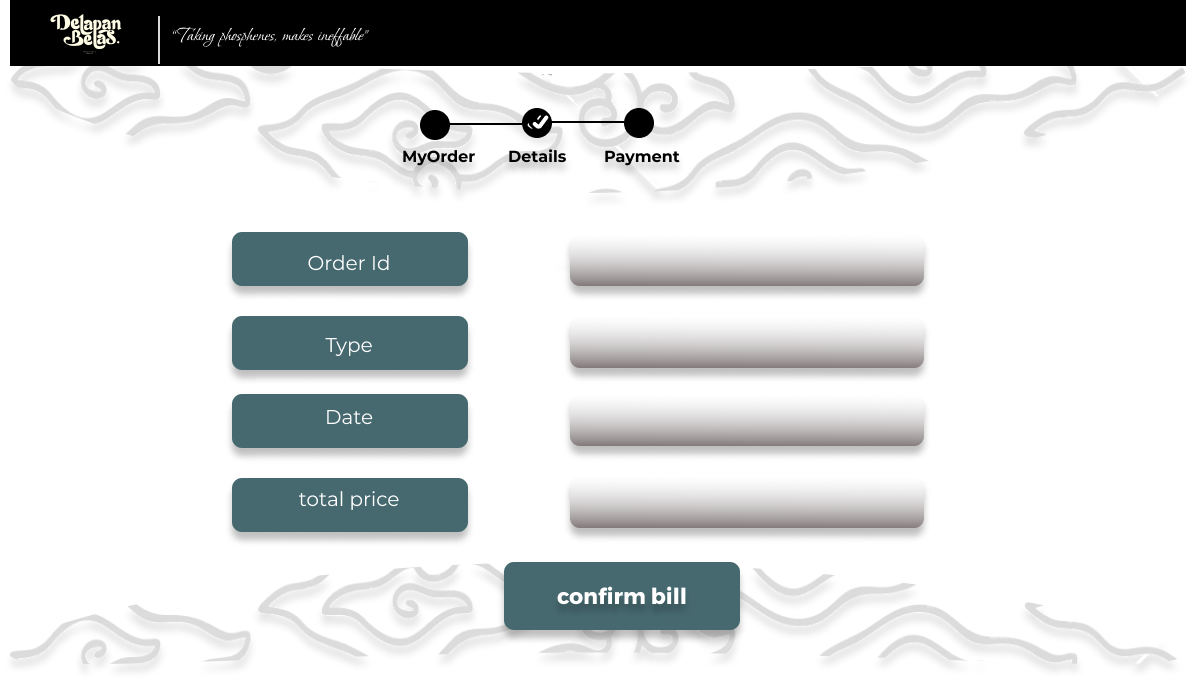 Delapan
Belas.
“Taking phosphenes, makes ineffable”
MyOrder
Details
Payment
Order Id
Type
Date
total price
confirm bill